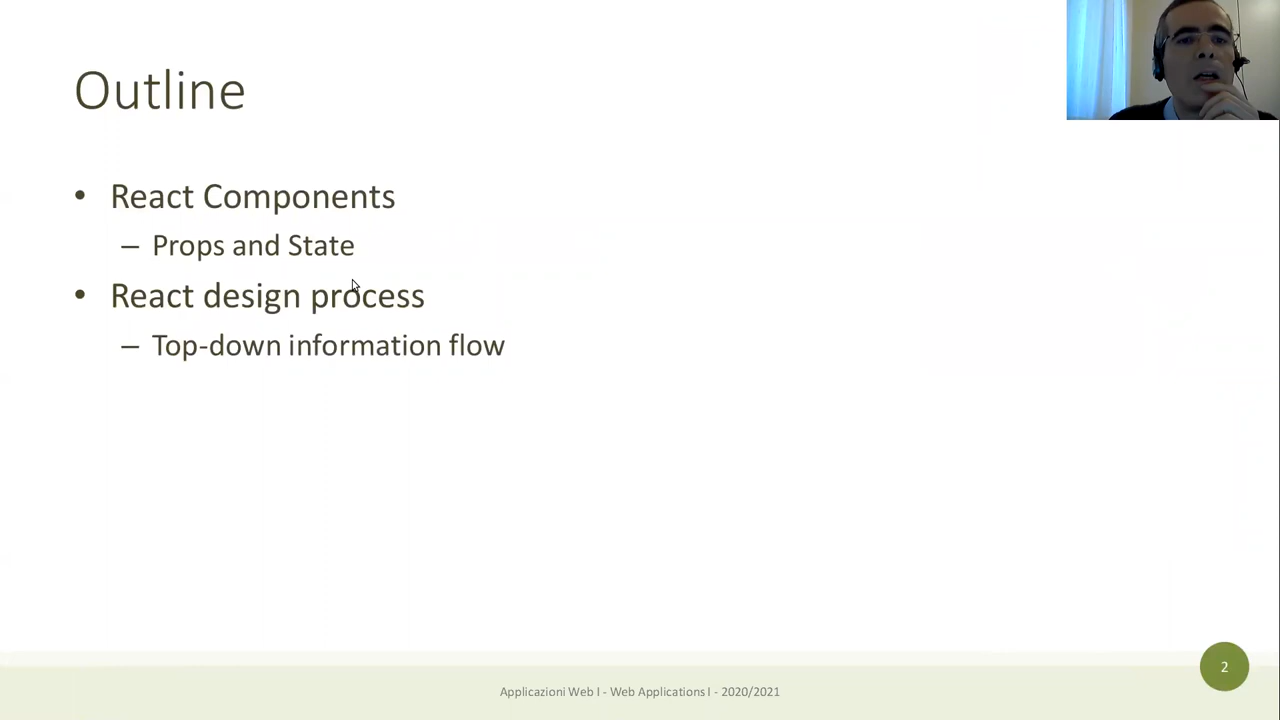 Outline
• React Components
– Props and State
• React design process
– Top-down information flow
Applicazioni Web I - Web Applications I - 2020/2021
2